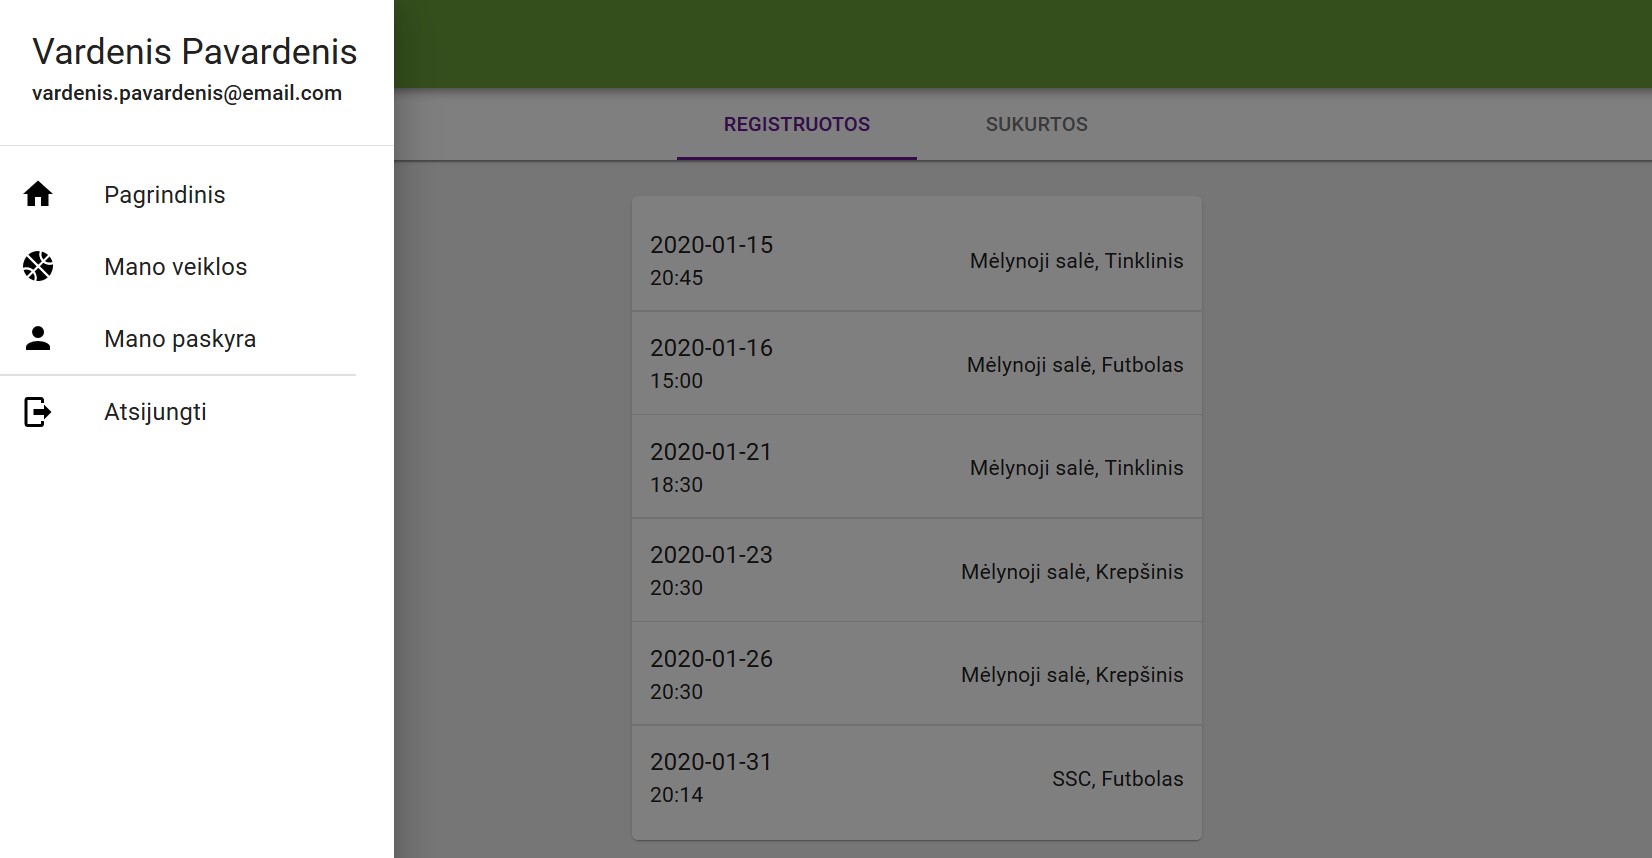 Vardenis Pavardenis
vardenis.pavardenis@email.com
Pagrindinis
Mano veiklos
Mano paskyra
Atsijungti
REGISTRUOTOS SUKURTOS
2020-01-15
20:45
Mėlynoji salė, Tinklinis
2020-01-16
15:00
Mėlynoji salė, Futbolas
2020-01-21
18:30
Mėlynoji salė, Tinklinis
2020-01-23
20:30
Mėlynoji salė, Krepšinis
2020-01-26
20:30
Mėlynoji salė, Krepšinis
2020-01-31
20:14
SSC, Futbolas